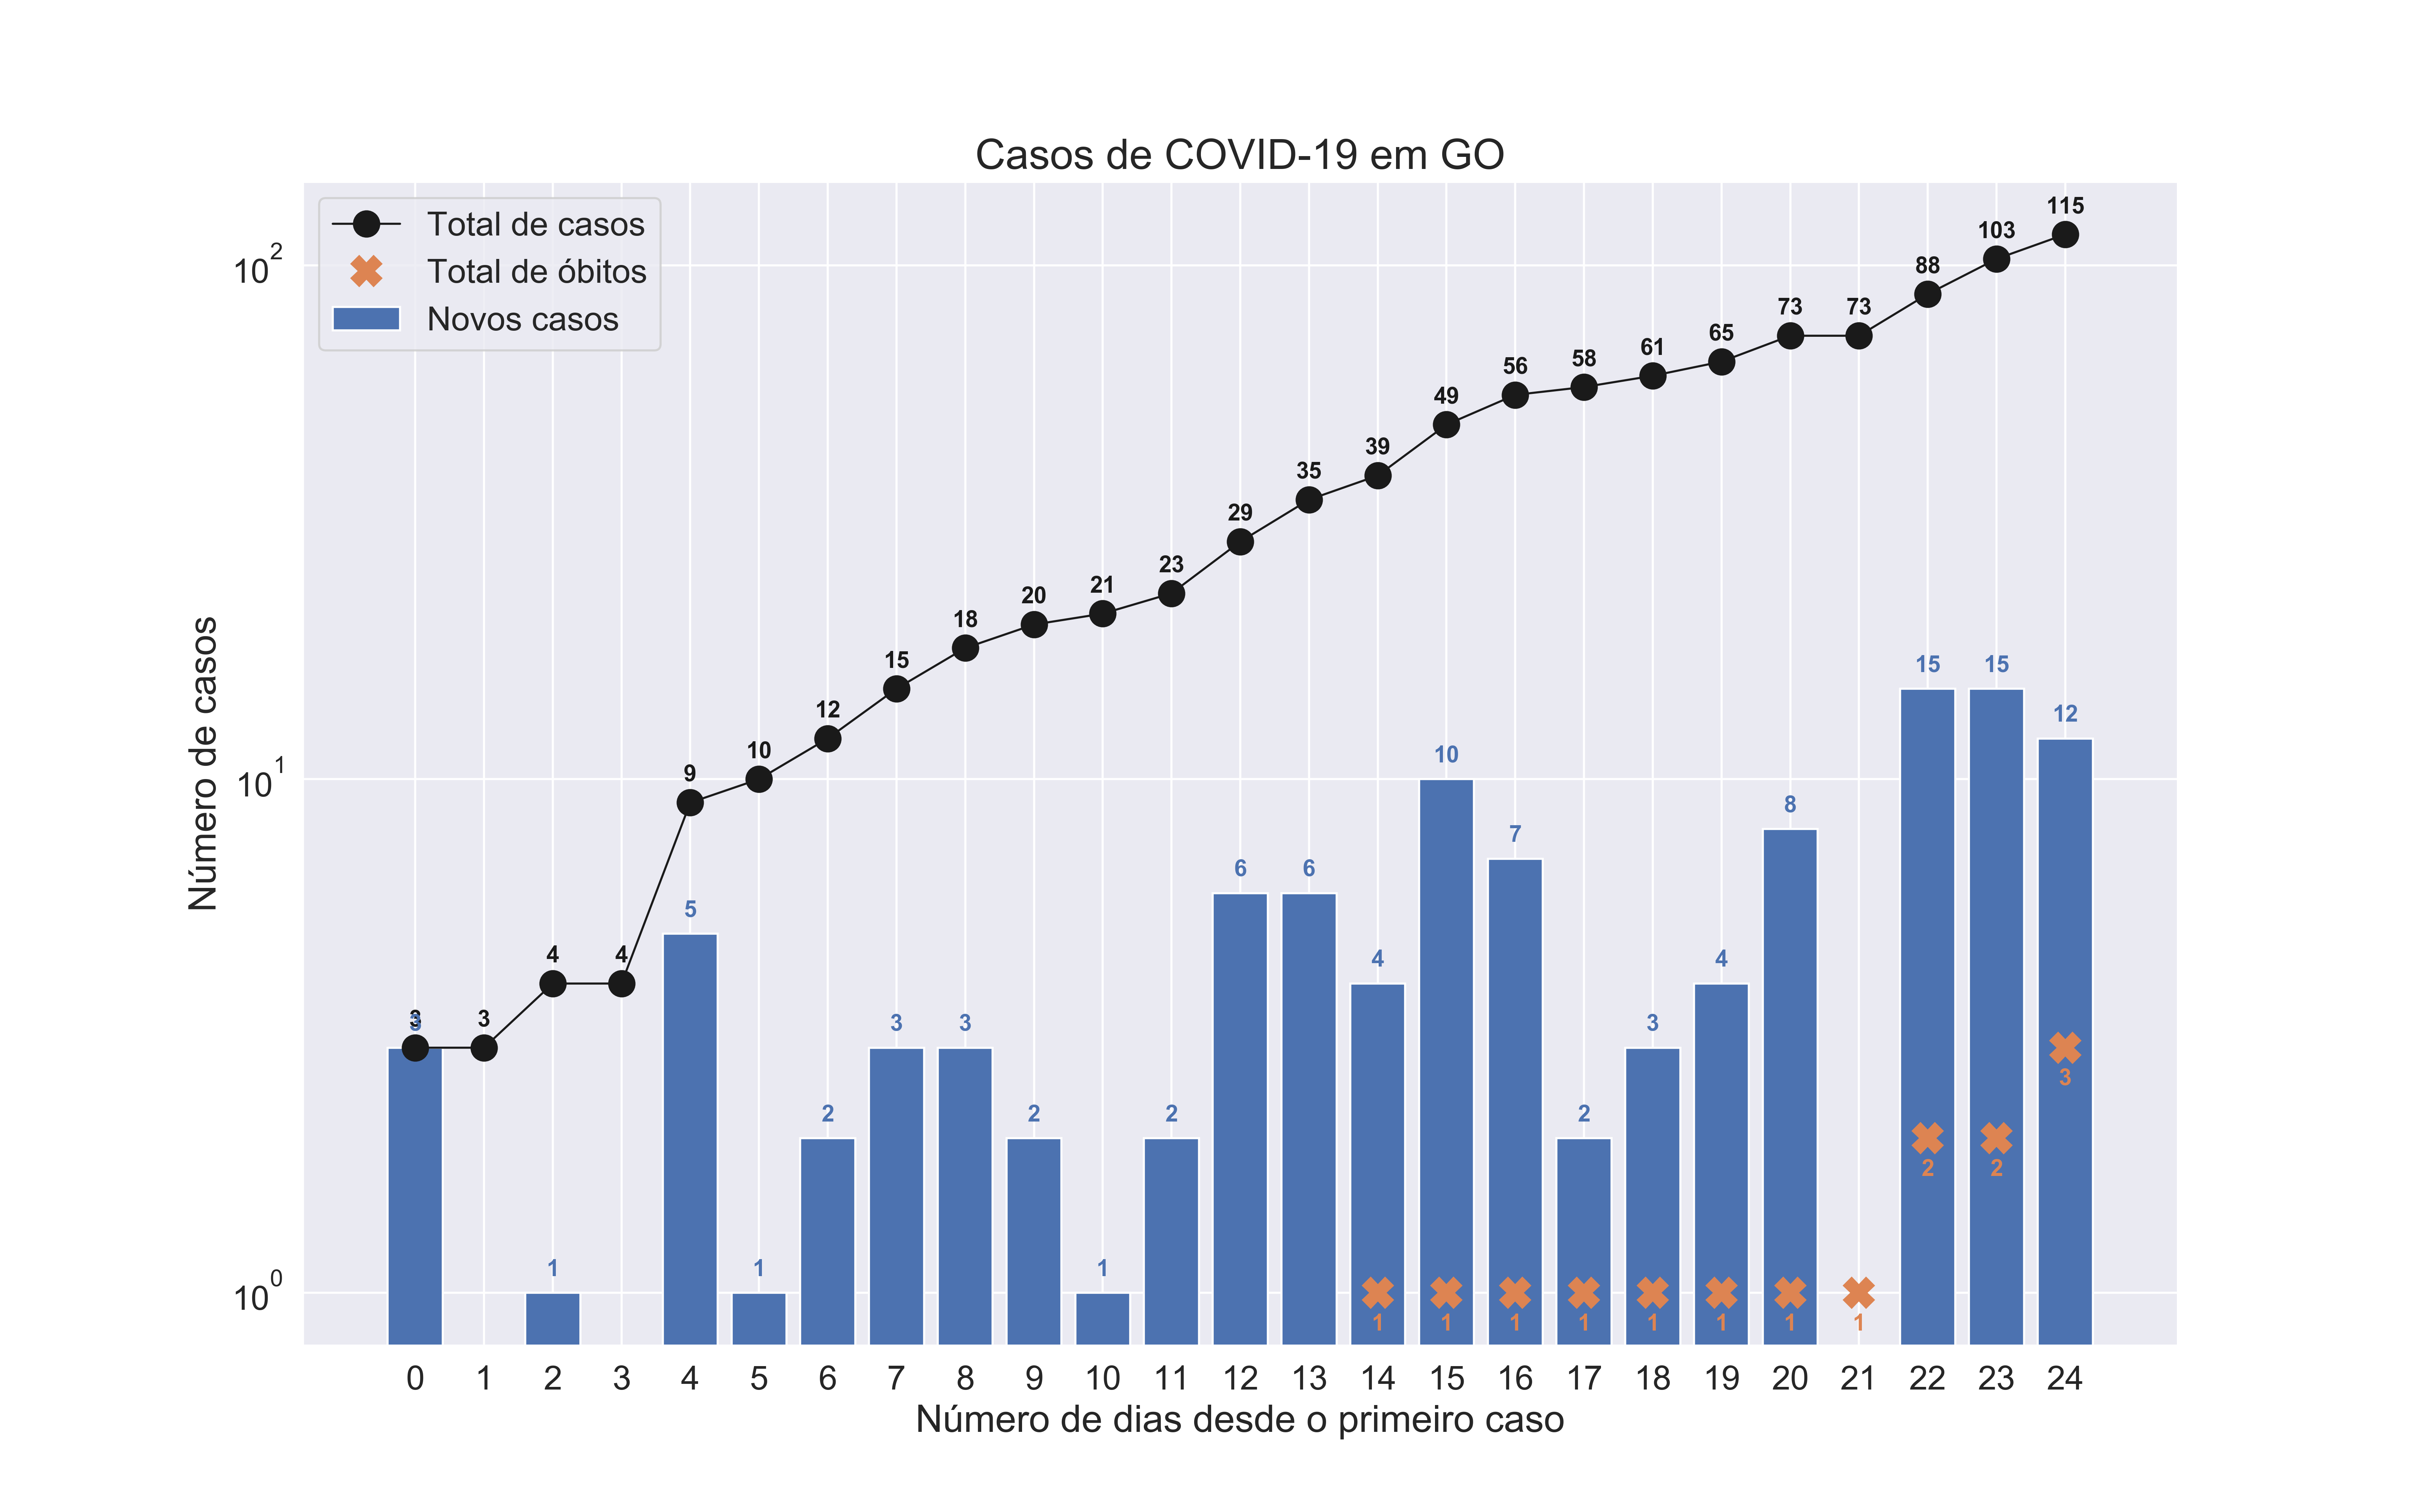 Casos de COVID-19 em GO
Total de casos
Total de óbitos
Novos casos
Número de casos
10^2
10^1
10^0
3 3 4 4 9 10 12 15 18 20 21 23 29 35 39 49 56 58 61 65 73 73 88 103 115
3 1 5 1 2 3 3 2 1 2 6 6 4 10 7 2 3 4 8 15 15 12
1 1 1 1 1 1 1 1 2 2 3
0 1 2 3 4 5 6 7 8 9 10 11 12 13 14 15 16 17 18 19 20 21 22 23 24
Número de dias desde o primeiro caso